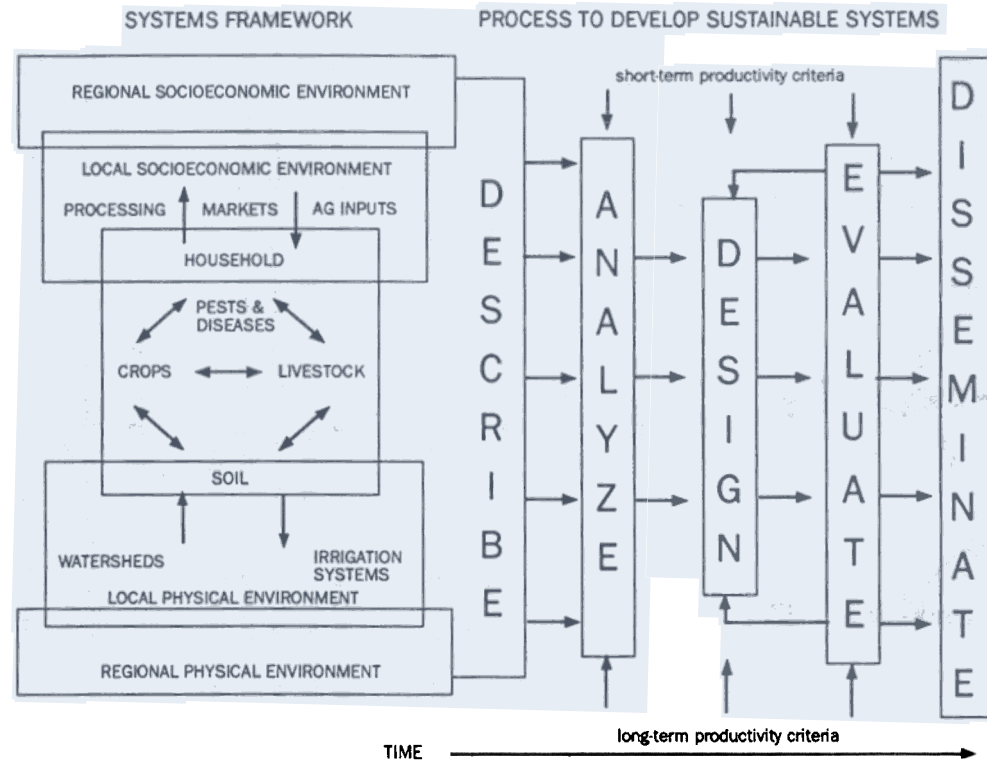 SYSTEMS FRAMEWORK
PROCESS TO DEVELOP SUSTAINABLE SYSTEMS
REGIONAL SOCIOECONOMIC ENVIRONMENT
LOCAL SOCIOECONOMIC ENVIRONMENT
PROCESSING
MARKETS
AG INPUTS
HOUSEHOLD
PESTS &
DISEASES
CROPS
LIVESTOCK
SOIL
WATERSHEDS
IRRIGATION
SYSTEMS
LOCAL PHYSICAL ENVIRONMENT
REGIONAL PHYSICAL ENVIRONMENT
DESCRIBE
short-term productivity criteria
ANALYZE
DESIGN
EVALUATE
DISSEMINATE
long-term productivity criteria
TIME